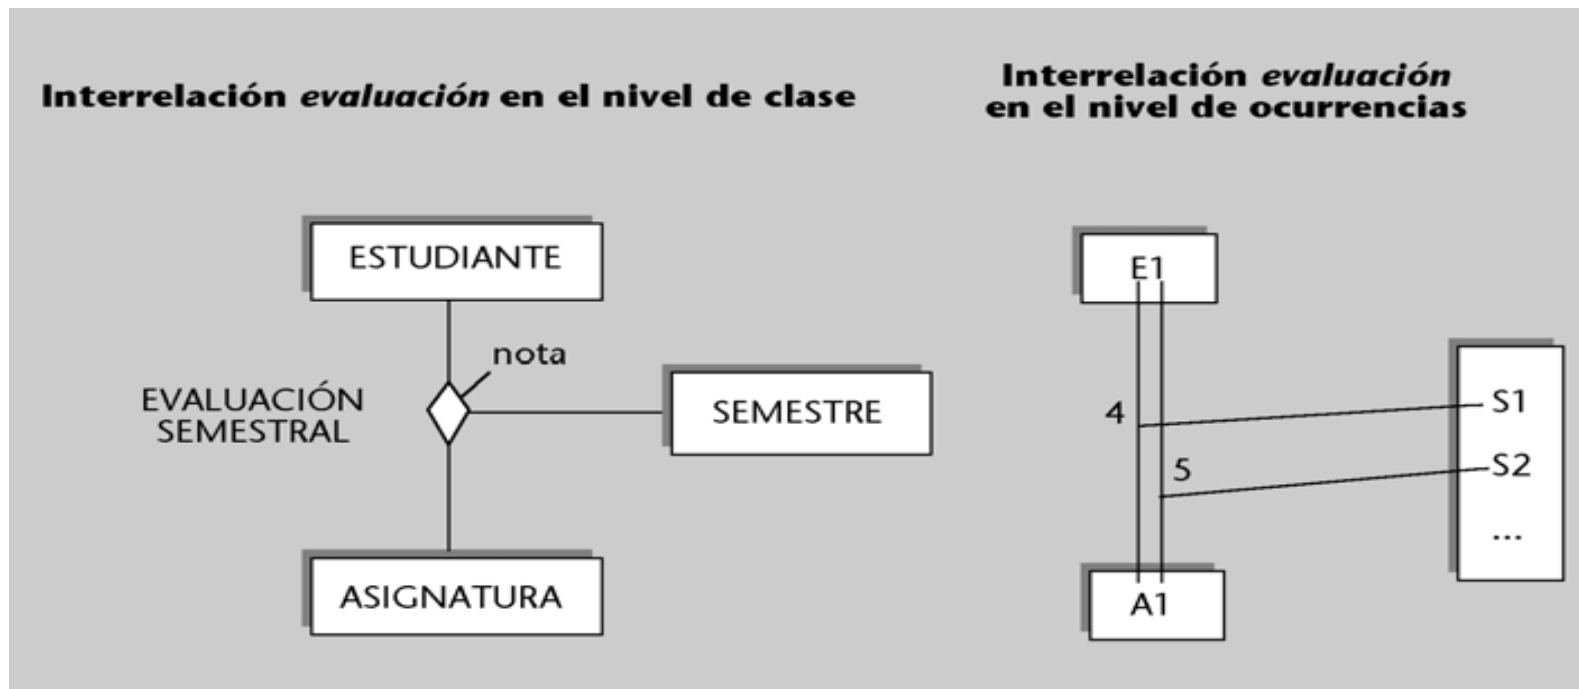 Interrelación evaluación en el nivel de clase
Interrelación evaluación
en el nivel de ocurrencias
ESTUDIANTE
nota
EVALUACIÓN
SEMESTRAL
SEMESTRE
ASIGNATURA
E1
4
S1
5
S2
...
A1